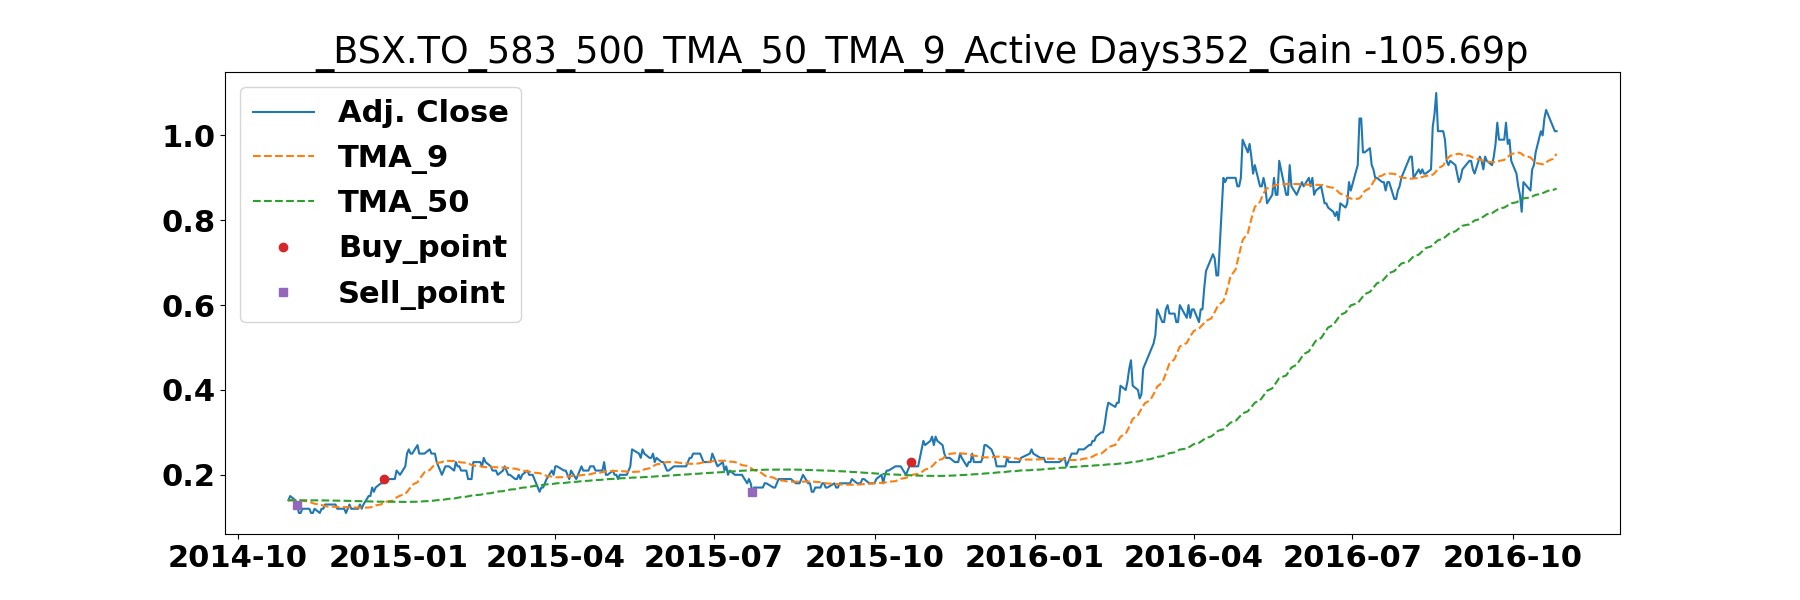 _BSX.TO_583_500_TMA_50_TMA_9_Active Days352_Gain -105.69p
Adj. Close
TMA_9
TMA_50
Buy_point
Sell_point
1.0
0.8
0.6
0.4
0.2
2014-10 2015-01 2015-04 2015-07 2015-10 2016-01 2016-04 2016-07 2016-10